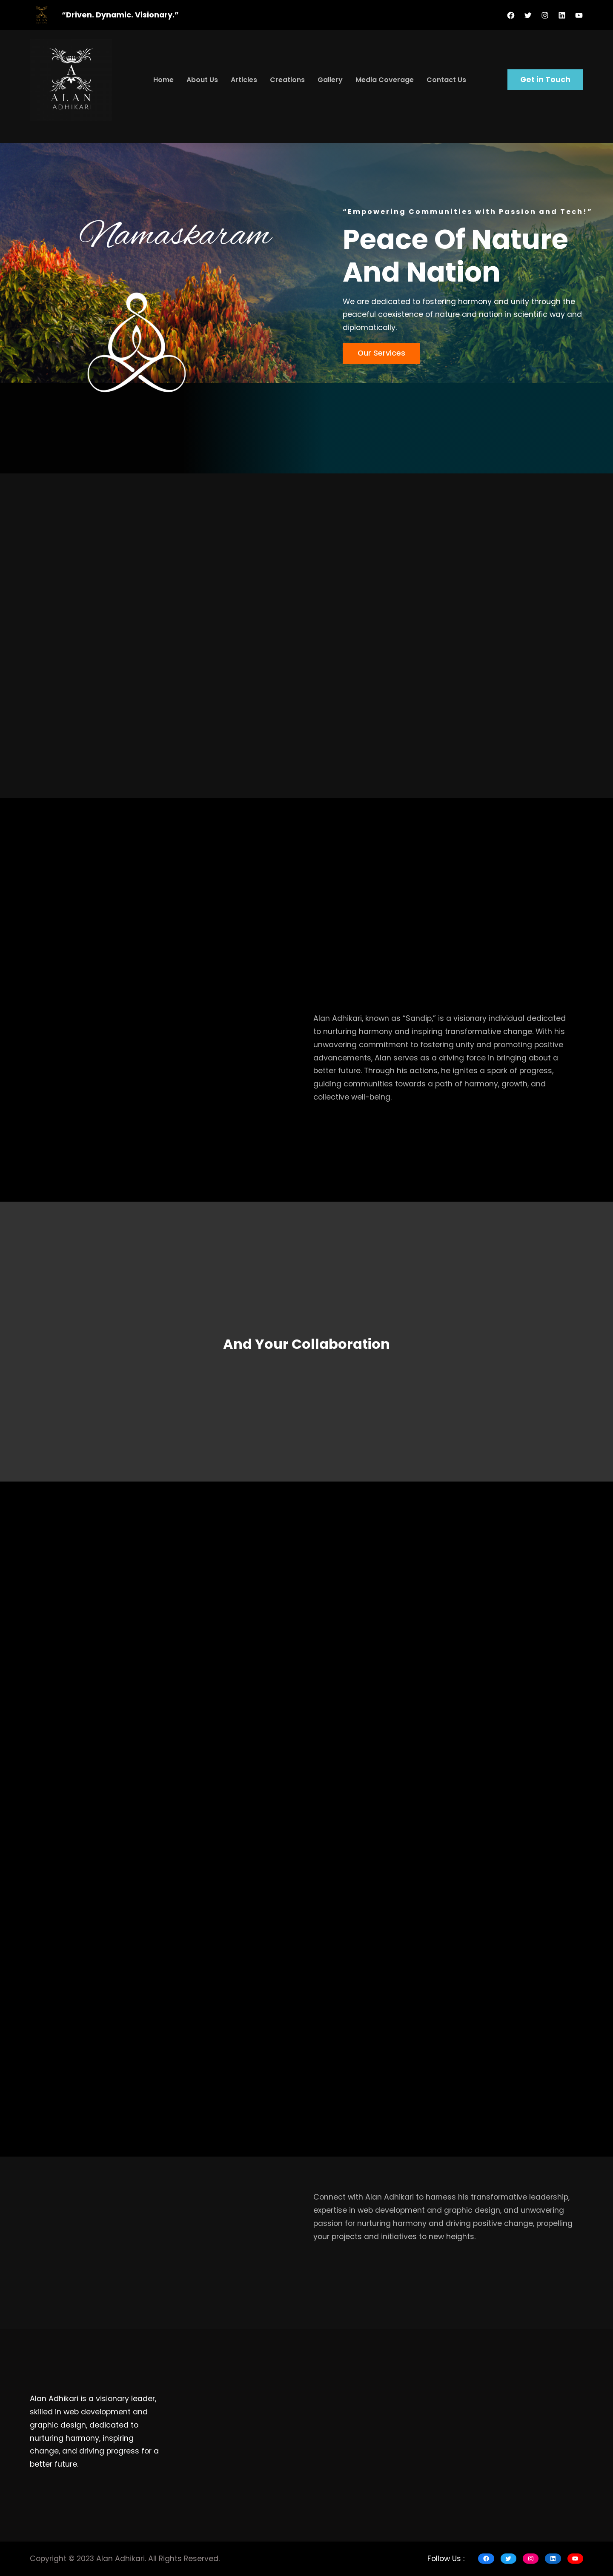 “Driven. Dynamic. Visionary.”
ALAN
ADHIKARI
Home About Us Articles Creations Gallery Media Coverage Contact Us
Get in Touch
Namaskaram
“Empowering Communities with Passion and Tech!”
Peace Of Nature
And Nation
We are dedicated to fostering harmony and unity through the
peaceful coexistence of nature and nation in scientific way and
diplomatically.
Our Services
Alan Adhikari, known as “Sandip,” is a visionary individual dedicated
to nurturing harmony and inspiring transformative change. With his
unwavering commitment to fostering unity and promoting positive
advancements, Alan serves as a driving force in bringing about a
better future. Through his actions, he ignites a spark of progress,
guiding communities towards a path of harmony, growth, and
collective well-being.
And Your Collaboration
Connect with Alan Adhikari to harness his transformative leadership,
expertise in web development and graphic design, and unwavering
passion for nurturing harmony and driving positive change, propelling
your projects and initiatives to new heights.
Alan Adhikari is a visionary leader,
skilled in web development and
graphic design, dedicated to
nurturing harmony, inspiring
change, and driving progress for a
better future.
Copyright © 2023 Alan Adhikari. All Rights Reserved.
Follow Us :